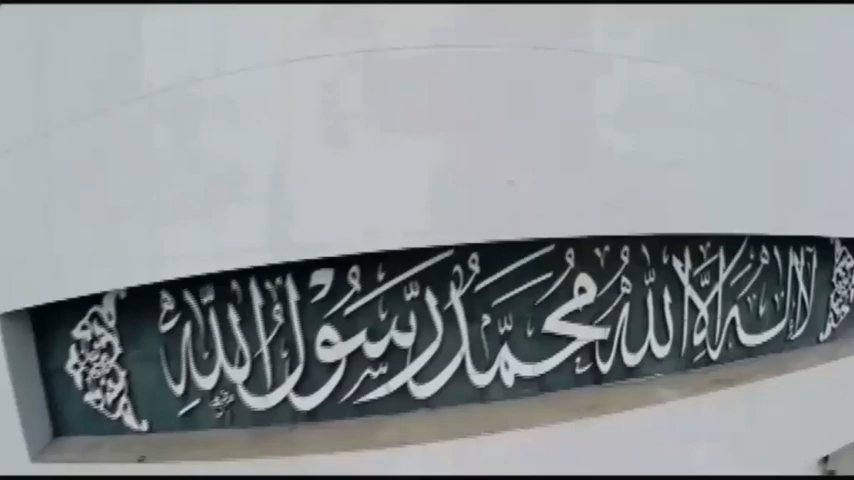 لا إله إلا الله محمد رسول الله